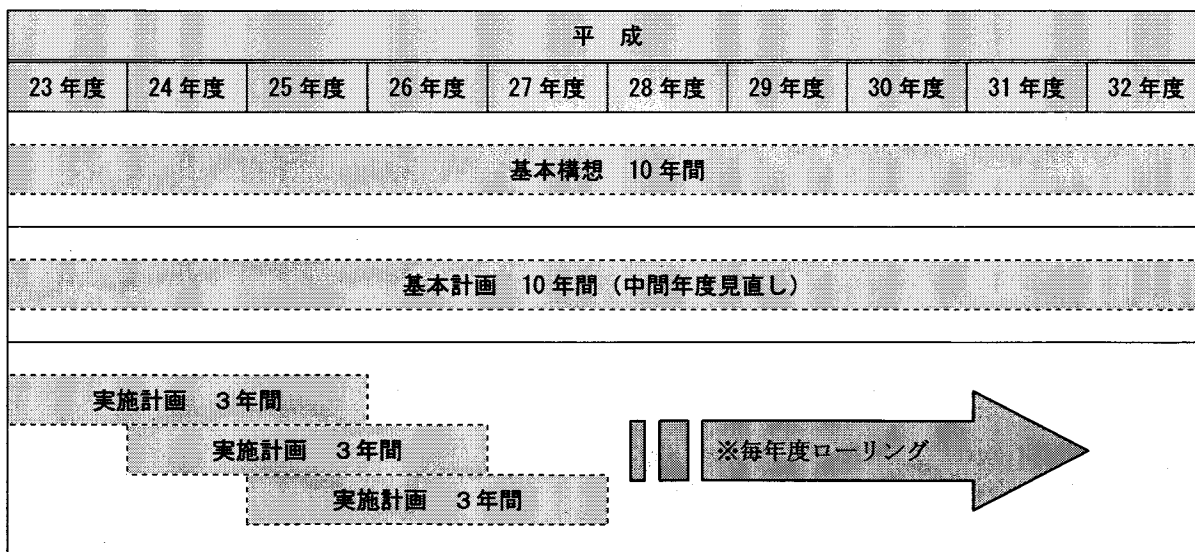 平 成
23年度 24年度 25年度 26年度 27年度 28年度 29年度 30年度 31年度 32年度
基本構想 10年間
基本計画 10年間（中間年度見直し）
実施計画 3年間
実施計画 3年間
※毎年度ローリング
実施計画 3年間